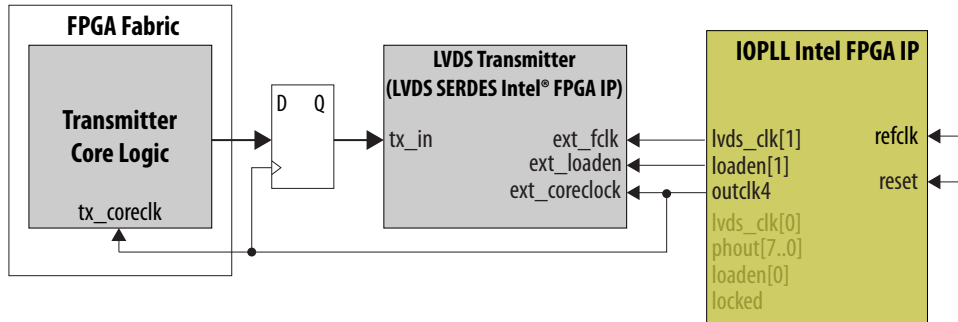 FPGA Fabric
Transmitter
Core Logic
tx_coreclk
D Q
LVDS Transmitter
(LVDS SERDES Intel® FPGA IP)
tx_in
ext_fclk
ext_loaden
ext_coreclock
IOPLL Intel FPGA IP
lvds_clk[1]
loaden[1]
outclk4
lvds_clk[0]
phout[7..0]
loaden[0]
locked
refclk
reset